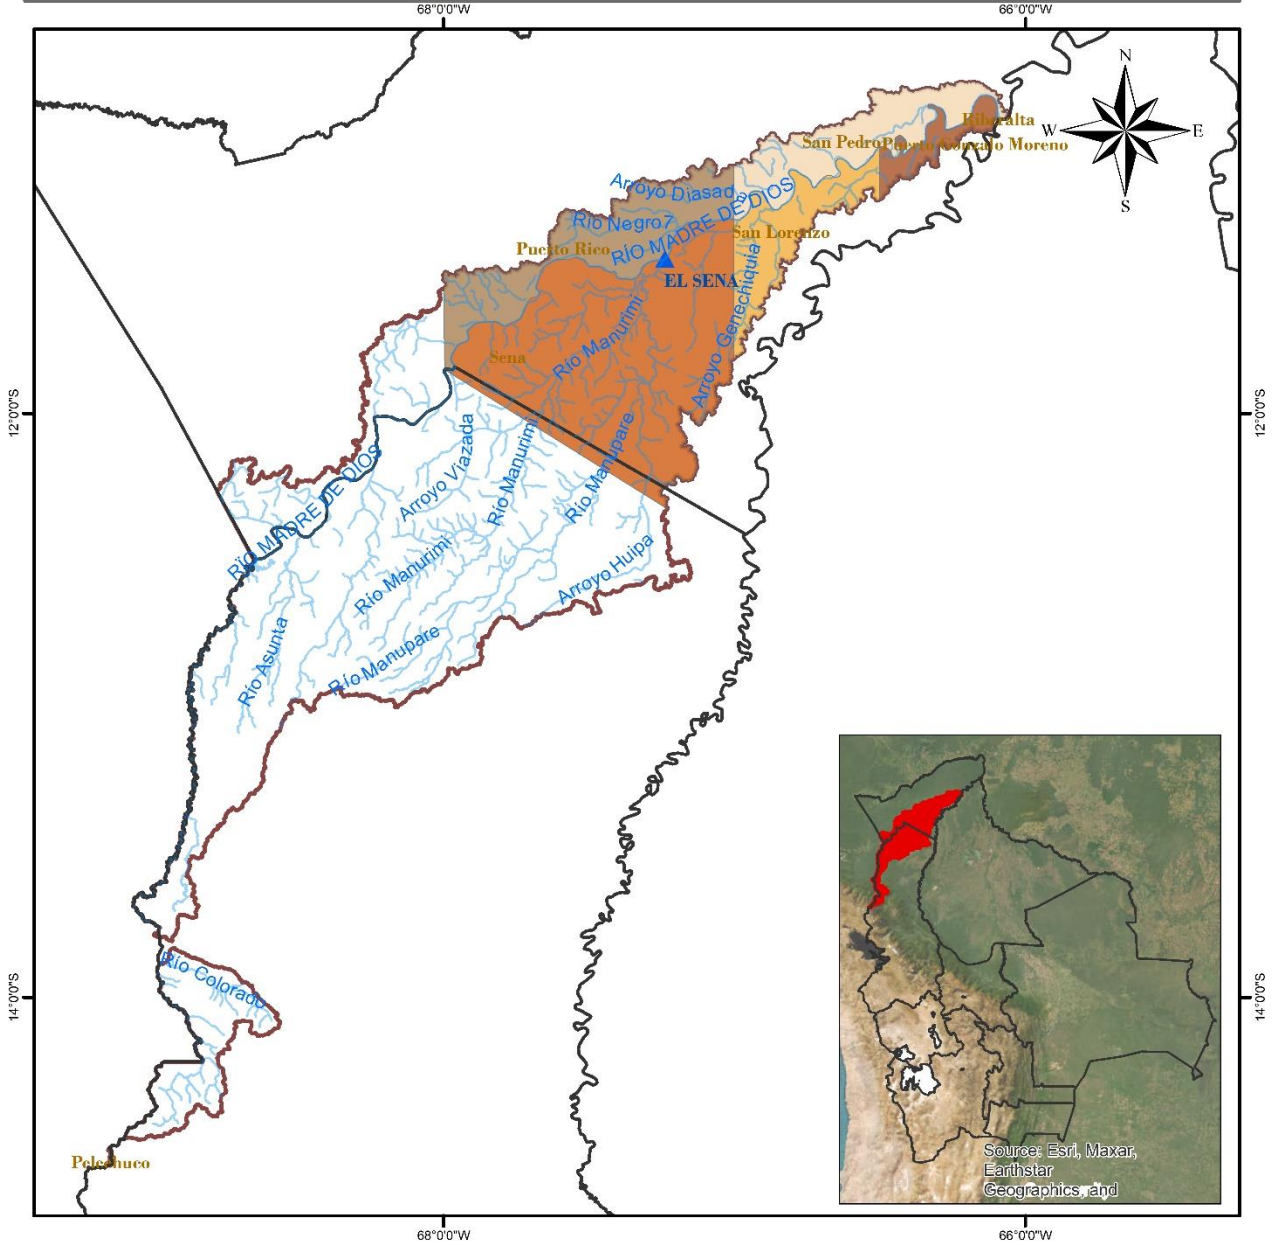 68°0'0"W
66°0'0"W
N
W
E
S
Riberalta
San Pedro
Puerto Gonzalo Moreno
Arroyo Djasad
RÍO MADRE DE DIOS
Río Negro7
San Lorenzo
Puerto Rico
EL SENA
Arroyo Genechiquia
Río Manurimi
Sena
12°0'0"S
12°0'0"S
Arroyo Viazada
Río Manurimi
Río Manupare
RÍO MADRE DE DIOS
Río Manurimi
Arroyo Huipa
Río Asunta
Río Manupare
Río Colorado
14°0'0"S
14°0'0"S
Pelechuco
Source: Esri, Maxar,
Earthstar
Geographics, and
68°0'0"W
66°0'0"W